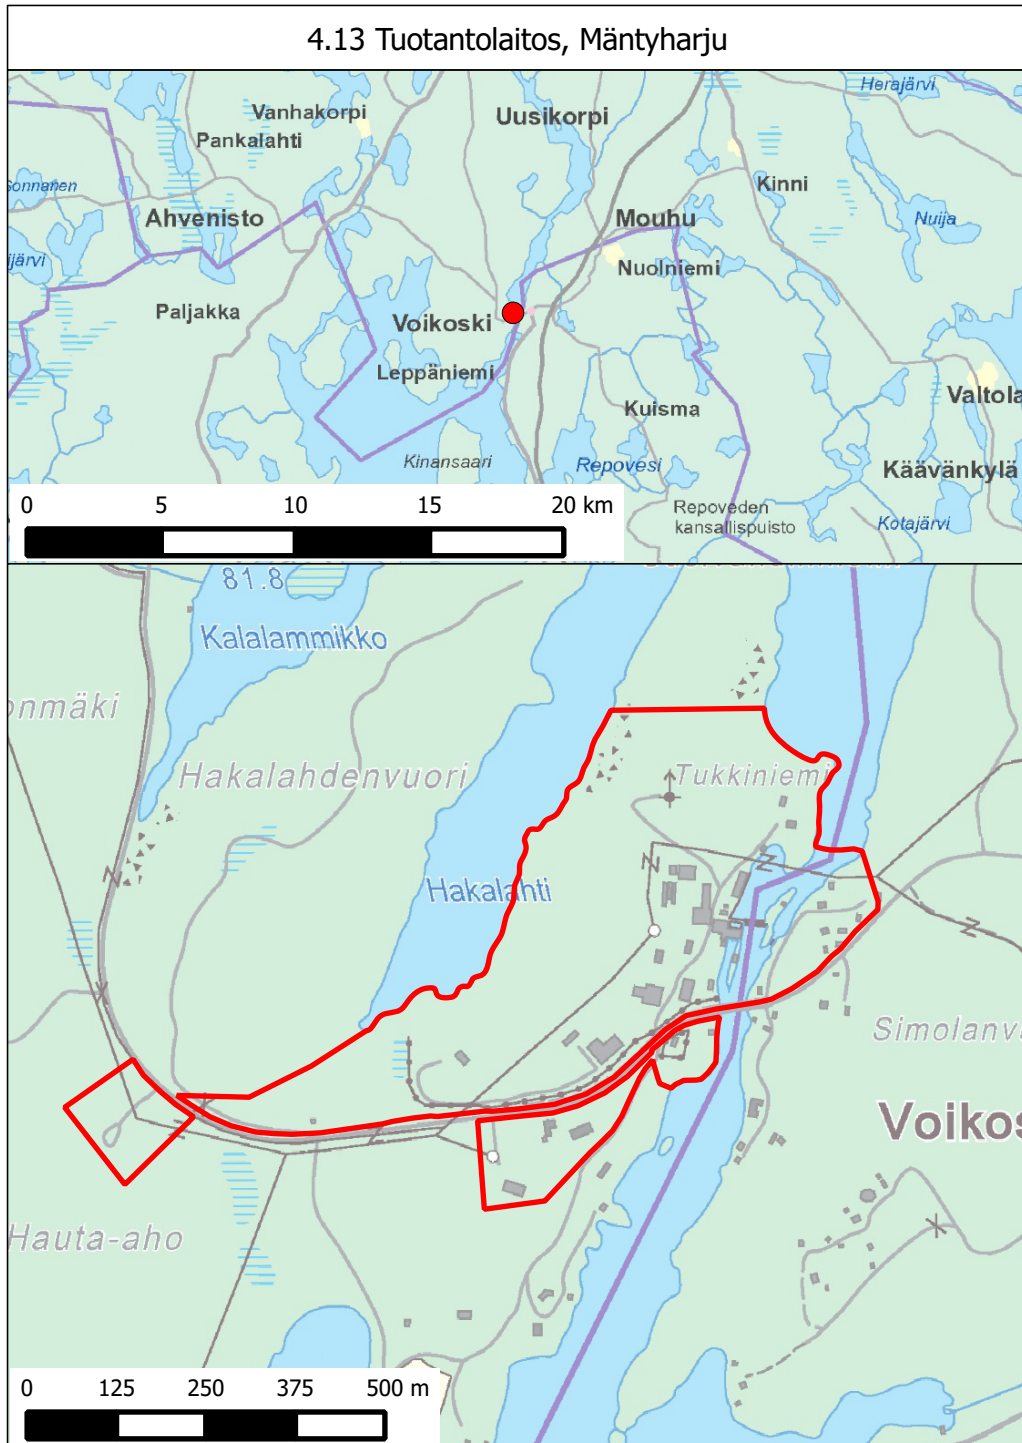 4.13 Tuotantolaitos, Mäntyharju
Herajärvi
Vanhakorpi
Uusikorpi
Pankalahti
Kinni
Sonnanen
Ahvenisto
Mouhu
Nuija
ijärvi
Nuolniemi
Paljakka
Voikoski
Leppäniemi
Valtola
Kuisma
Kinansaari
Repovesi
Käävänkylä
0 5 10 15 20 km
Repoveden
kansallispuisto
Kotajärvi
81.8
Kalalammikko
onmäki
Hakalahdenvuori
Tukkiniemi
Hakalahti
Simolanv
Voikos
Hauta-aho
0 125 250 375 500 m